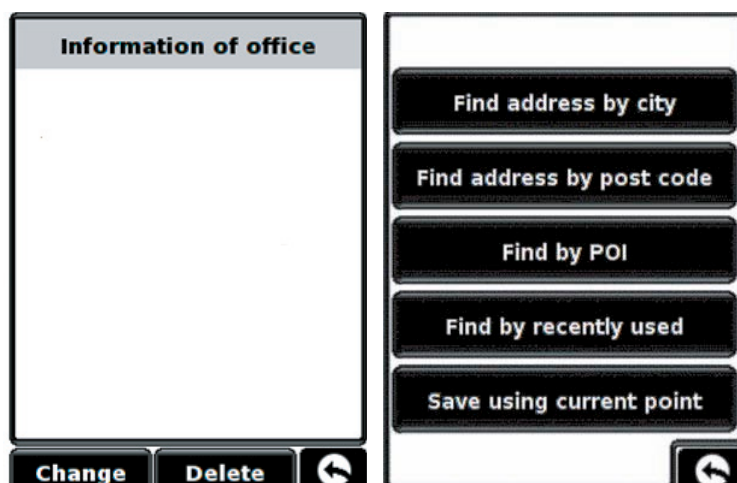 Information of office
Change
Delete
Find address by city
Find address by post code
Find by POI
Find by recently used
Save using current point